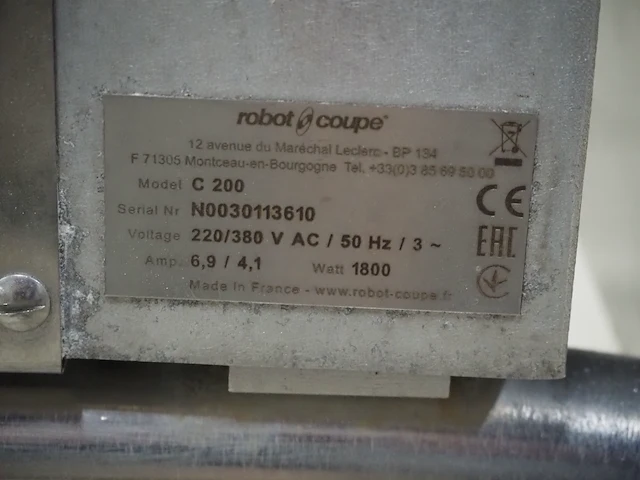 robot coupe®
12 avenue du Maréchal Leclerc - BP 134
F 71305 Montceau-en-Bourgogne Tel. +33(0)3 85 69 50 00
Model C 200
Serial Nr N0030113610
Voltage 220/380 V AC / 50 Hz / 3 ~
Amp. 6,9 / 4,1 Watt 1800
Made In France - www.robot-coupe.fr
CE
EAC